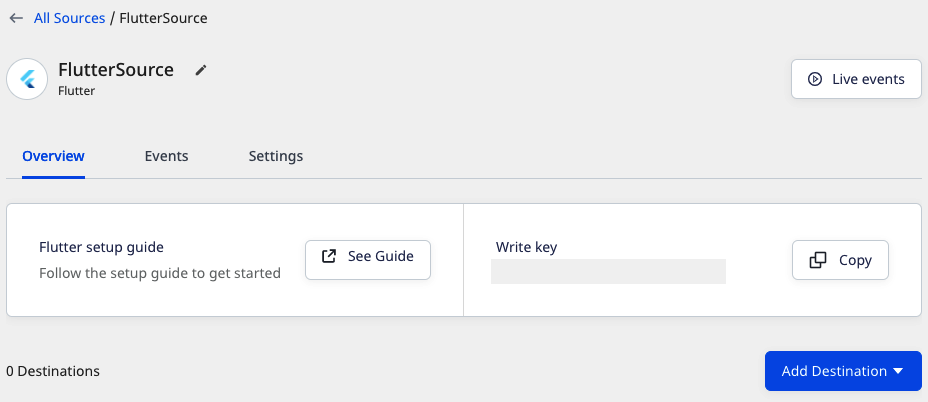 All Sources / FlutterSource
FlutterSource
Flutter
Live events
Overview
Events
Settings
Flutter setup guide
Follow the setup guide to get started
See Guide
Write key
Copy
0 Destinations
Add Destination